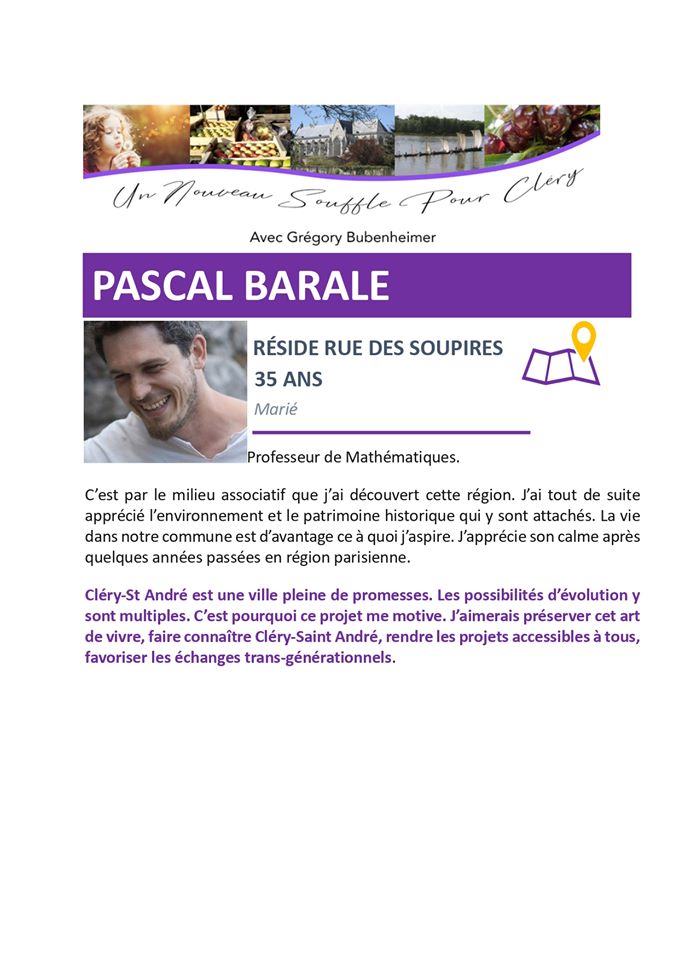 Un Nouveau Souffle Pour Cléry
Avec Grégory Bubenheimer
PASCAL BARALE
RÉSIDE RUE DES SOUPIRES
35 ANS
Marié
Professeur de Mathématiques.
C’est par le milieu associatif que j’ai découvert cette région. J’ai tout de suite
apprécié l’environnement et le patrimoine historique qui y sont attachés. La vie
dans notre commune est d’avantage ce à quoi j’aspire. J’apprécie son calme après
quelques années passées en région parisienne.
Cléry-St André est une ville pleine de promesses. Les possibilités d’évolution y
sont multiples. C’est pourquoi ce projet me motive. J’aimerais préserver cet art
de vivre, faire connaître Cléry-Saint André, rendre les projets accessibles à tous,
favoriser les échanges trans-générationnels.